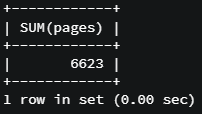 +------------+
| SUM(pages) |
+------------+
|       6623 |
+------------+
1 row in set (0.00 sec)